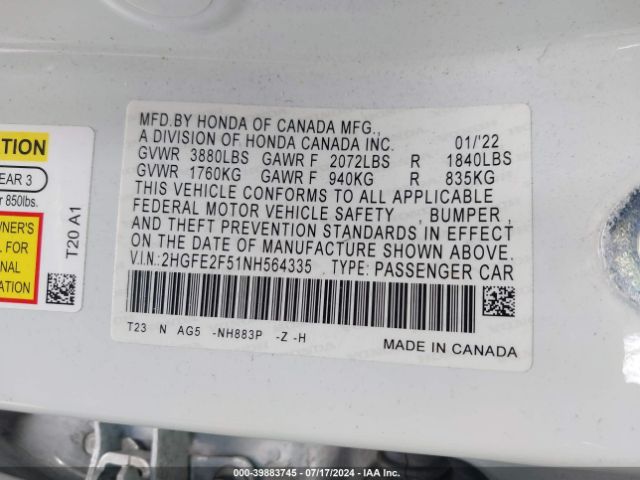 MFD.BY HONDA OF CANADA MFG.,
A DIVISION OF HONDA CANADA INC. 01/'22
GVWR 3880LBS GAWR F 2072LBS R 1840LBS
GVWR 1760KG GAWR F 940KG R 835KG
THIS VEHICLE CONFORMS TO ALL APPLICABLE
FEDERAL MOTOR VEHICLE SAFETY , BUMPER ,
AND THEFT PREVENTION STANDARDS IN EFFECT
ON THE DATE OF MANUFACTURE SHOWN ABOVE.
V.I.N.:2HGFE2F51NH564335 TYPE: PASSENGER CAR
T23 N AG5 -NH883P -Z -H
MADE IN CANADA
TION
EAR 3
r 850lbs.
WNER'S
L FOR
ONAL
MATION
T20 A1
000-39883745 - 07/17/2024 - IAA Inc.